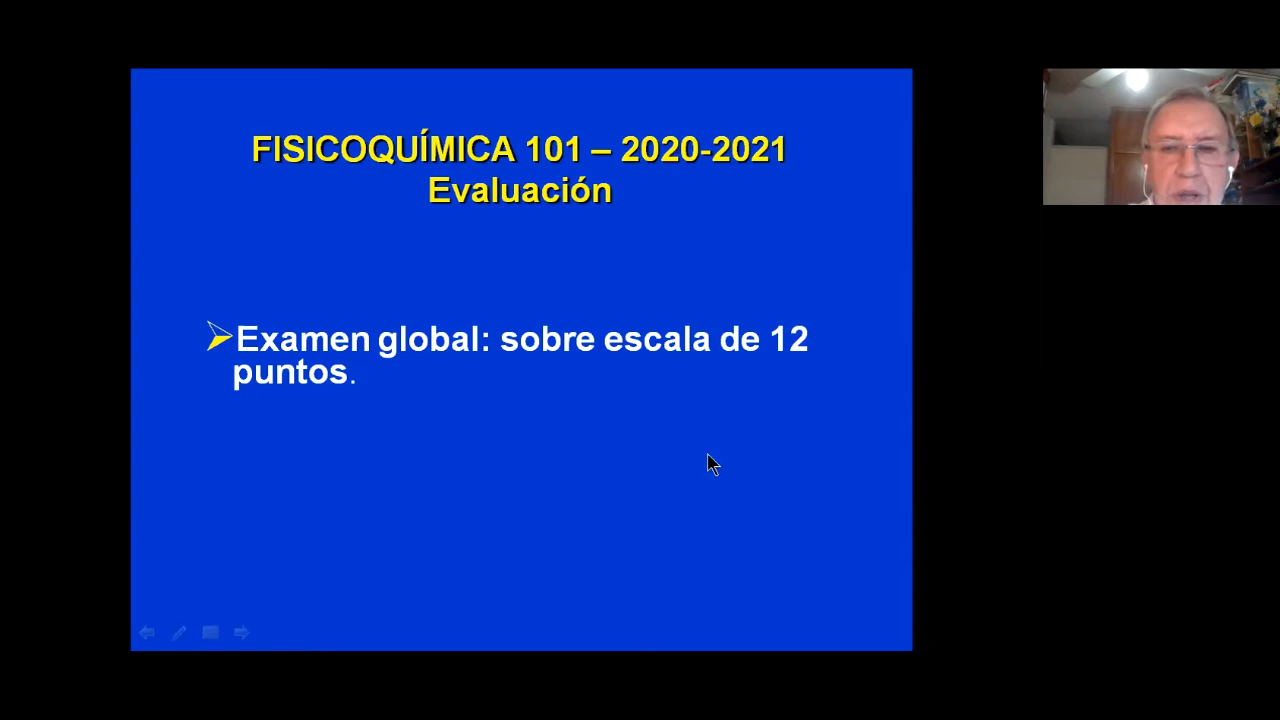 FISICOQUÍMICA 101 – 2020-2021
Evaluación
Examen global: sobre escala de 12
puntos.